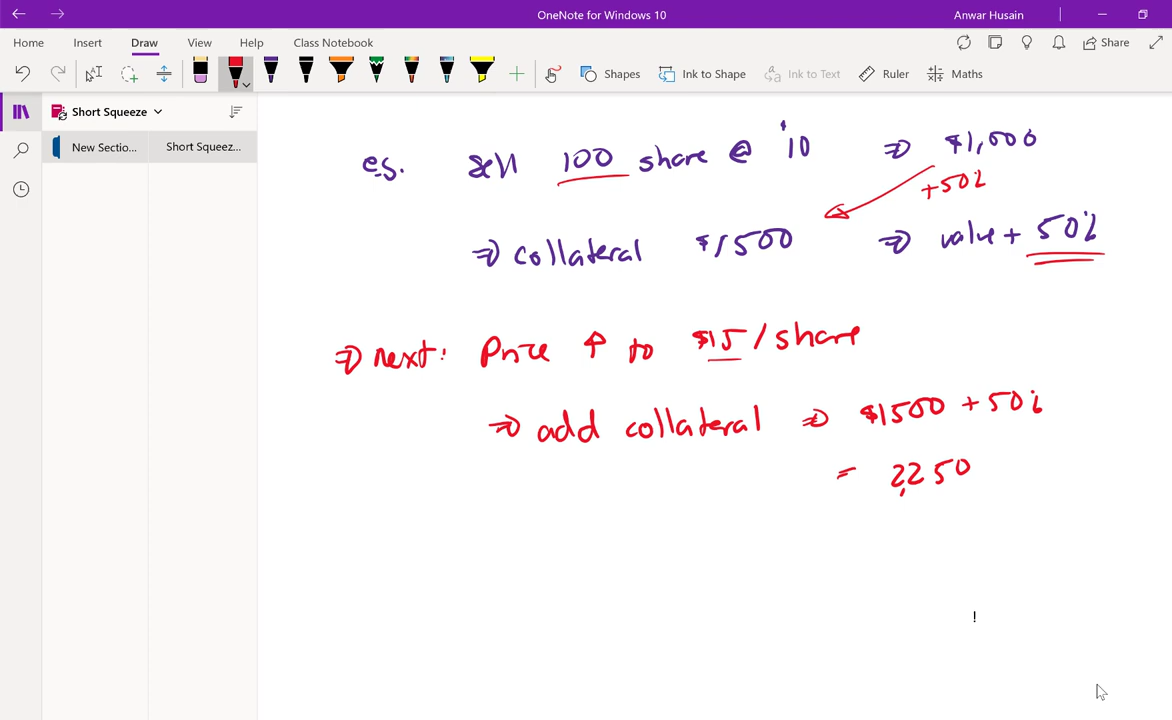 OneNote for Windows 10
Anwar Husain
Home Insert Draw View Help Class Notebook
Share
Shapes Ink to Shape Ink to Text Ruler Maths
Short Squeeze
New Sectio...
Short Squeez...
e.g. sell 100 share @ $10 ⇒ $1,000
+50%
⇒ collateral $1500 ⇒ value + 50%
⇒ next: Price ↑ to $15 / share
⇒ add collateral ⇒ $1500 + 50%
= 2,250
!